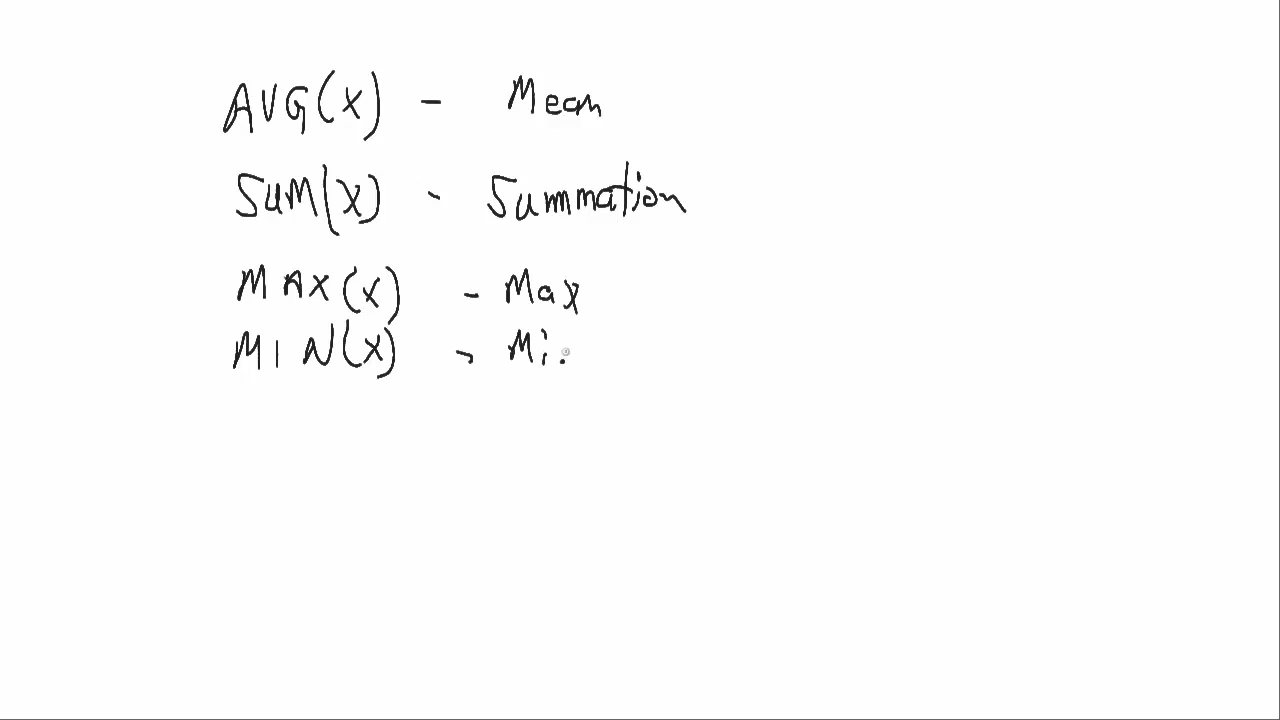 AVG(X) - Mean
SUM(X) - Summation
MAX(X) - Max
MIN(X) - Mi